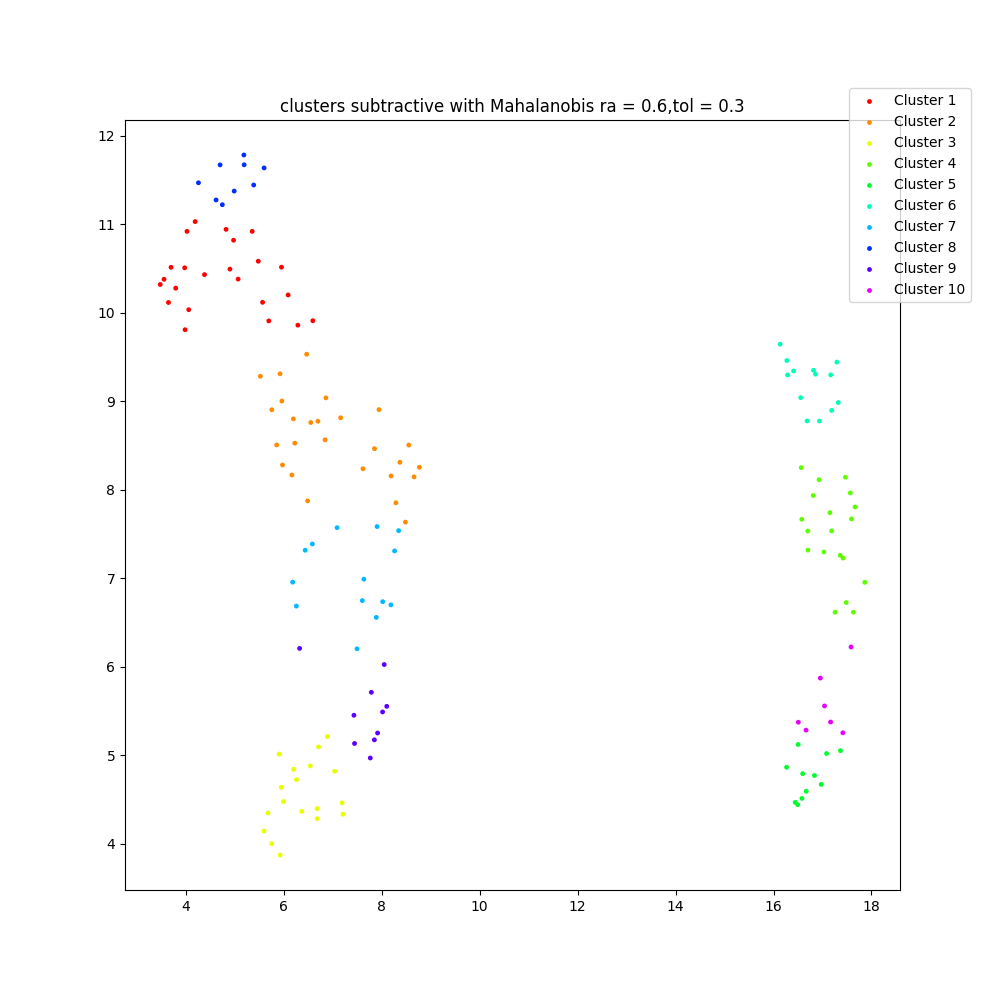 clusters subtractive with Mahalanobis ra = 0.6,tol = 0.3
Cluster 1
Cluster 2
Cluster 3
Cluster 4
Cluster 5
Cluster 6
Cluster 7
Cluster 8
Cluster 9
Cluster 10
12
11
10
9
8
7
6
5
4
4 6 8 10 12 14 16 18